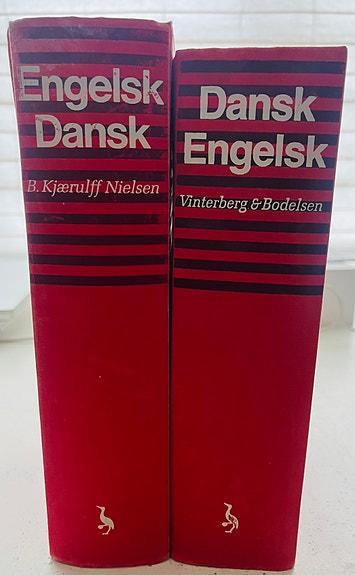 Engelsk
Dansk
B. Kjærulff Nielsen
Dansk
Engelsk
Vinterberg & Bodelsen